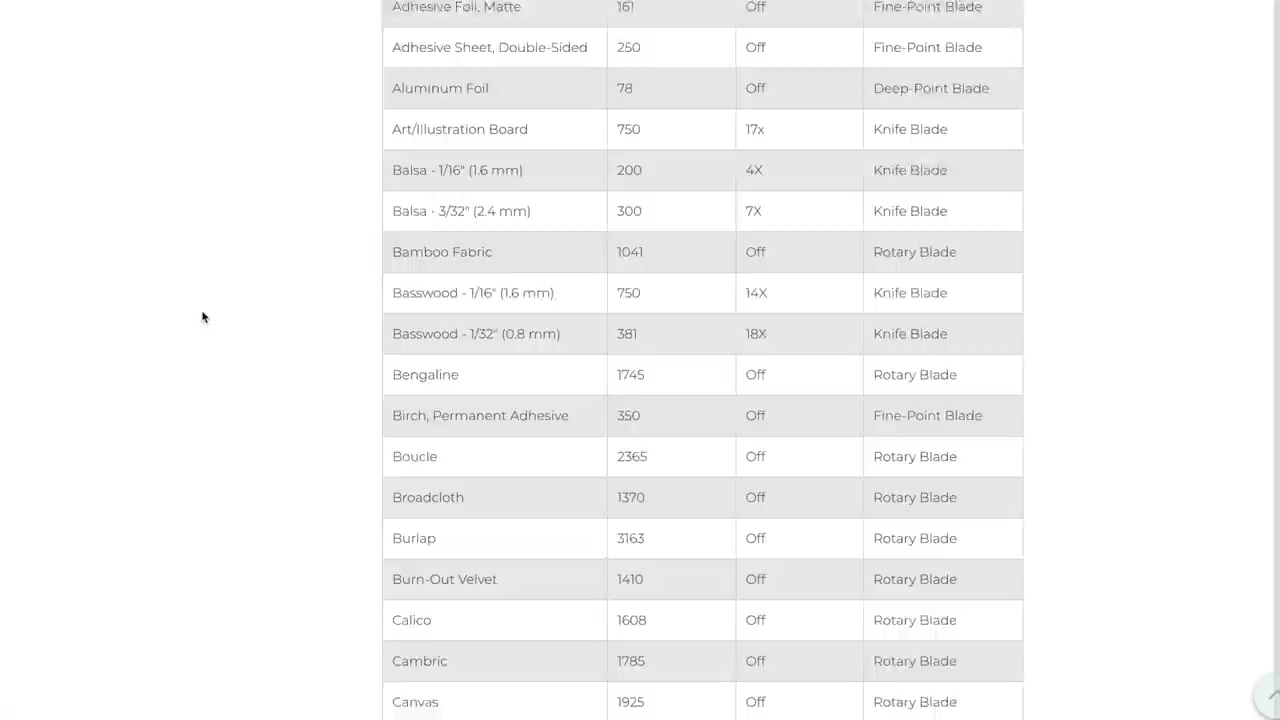 Adhesive Foil, Matte 161 Off Fine-Point Blade
Adhesive Sheet, Double-Sided 250 Off Fine-Point Blade
Aluminum Foil 78 Off Deep-Point Blade
Art/Illustration Board 750 17x Knife Blade
Balsa - 1/16" (1.6 mm) 200 4X Knife Blade
Balsa - 3/32" (2.4 mm) 300 7X Knife Blade
Bamboo Fabric 1041 Off Rotary Blade
Basswood - 1/16" (1.6 mm) 750 14X Knife Blade
Basswood - 1/32" (0.8 mm) 381 18X Knife Blade
Bengaline 1745 Off Rotary Blade
Birch, Permanent Adhesive 350 Off Fine-Point Blade
Boucle 2365 Off Rotary Blade
Broadcloth 1370 Off Rotary Blade
Burlap 3163 Off Rotary Blade
Burn-Out Velvet 1410 Off Rotary Blade
Calico 1608 Off Rotary Blade
Cambric 1785 Off Rotary Blade
Canvas 1925 Off Rotary Blade